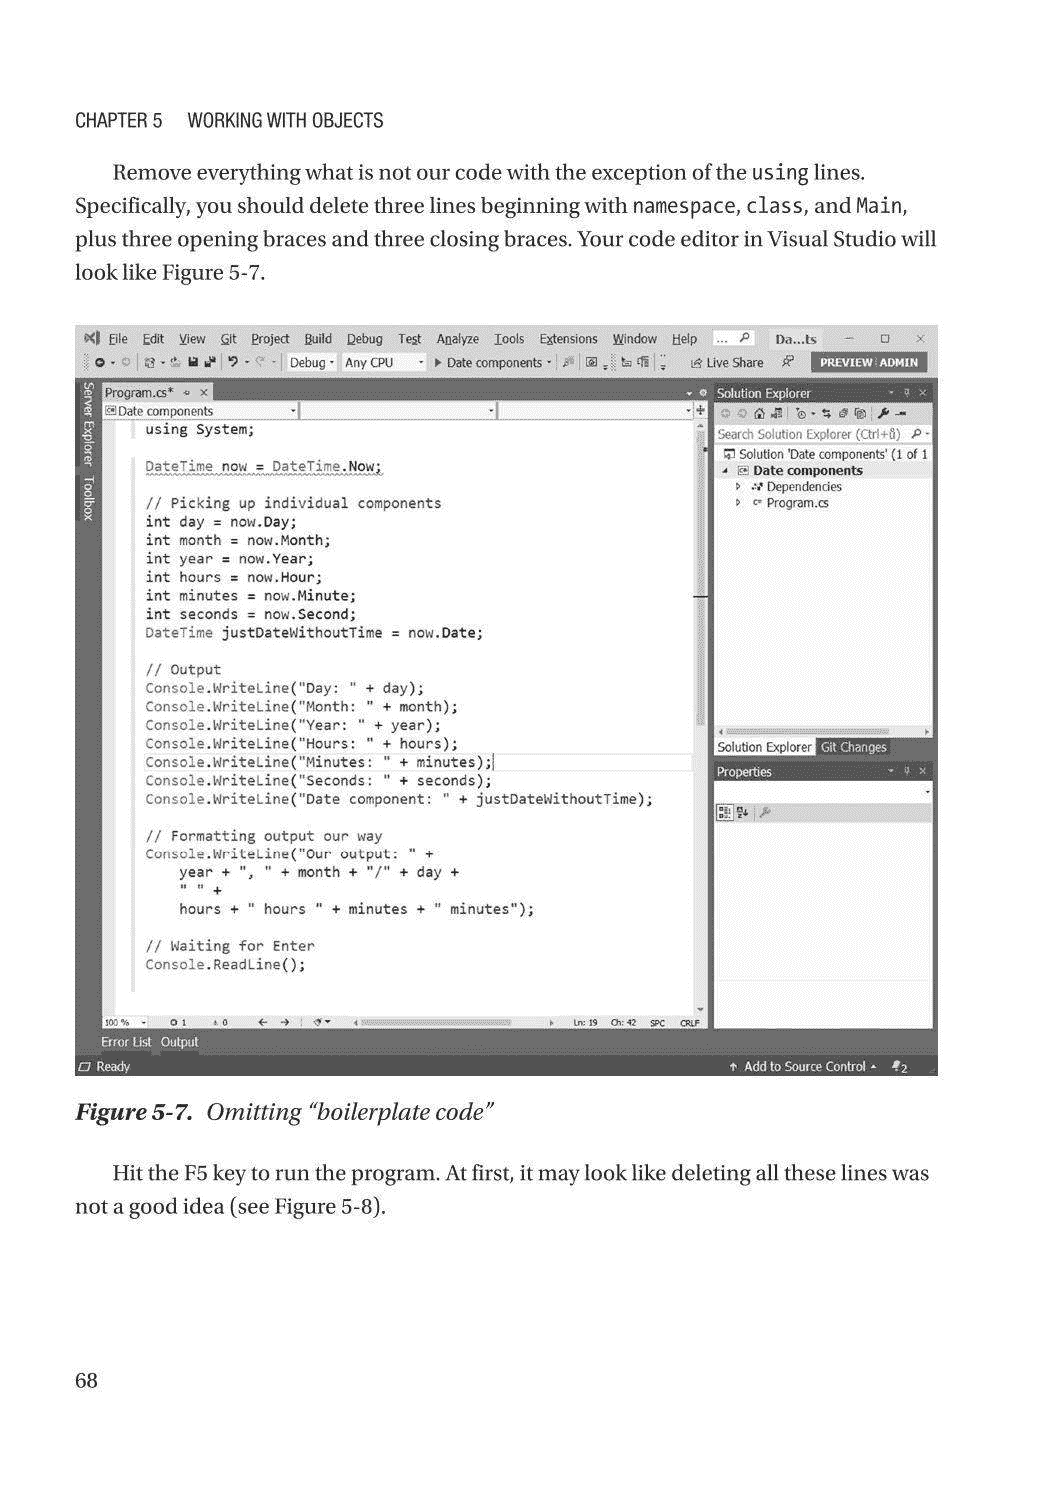 CHAPTER 5 WORKING WITH OBJECTS
Remove everything what is not our code with the exception of the using lines.
Specifically, you should delete three lines beginning with namespace, class, and Main,
plus three opening braces and three closing braces. Your code editor in Visual Studio will
look like Figure 5-7.
File Edit View Git Project Build Debug Test Analyze Tools Extensions Window Help ... Da...ts
Debug Any CPU Date components Live Share PREVIEW ADMIN
Server Explorer Toolbox
Program.cs*
Date components
using System;
DateTime now = DateTime.Now;
// Picking up individual components
int day = now.Day;
int month = now.Month;
int year = now.Year;
int hours = now.Hour;
int minutes = now.Minute;
int seconds = now.Second;
DateTime justDateWithoutTime = now.Date;
// Output
Console.WriteLine("Day: " + day);
Console.WriteLine("Month: " + month);
Console.WriteLine("Year: " + year);
Console.WriteLine("Hours: " + hours);
Console.WriteLine("Minutes: " + minutes);
Console.WriteLine("Seconds: " + seconds);
Console.WriteLine("Date component: " + justDateWithoutTime);
// Formatting output our way
Console.WriteLine("Our output: " +
year + ", " + month + "/" + day +
" " +
hours + " hours " + minutes + " minutes");
// Waiting for Enter
Console.ReadLine();
100 % 1 0 Ln: 19 Ch: 42 SPC CRLF
Solution Explorer
Search Solution Explorer (Ctrl+ů)
Solution 'Date components' (1 of 1
Date components
Dependencies
C# Program.cs
Solution Explorer Git Changes
Properties
Error List Output
Ready Add to Source Control 2
Figure 5-7. Omitting “boilerplate code”
Hit the F5 key to run the program. At first, it may look like deleting all these lines was
not a good idea (see Figure 5-8).
68